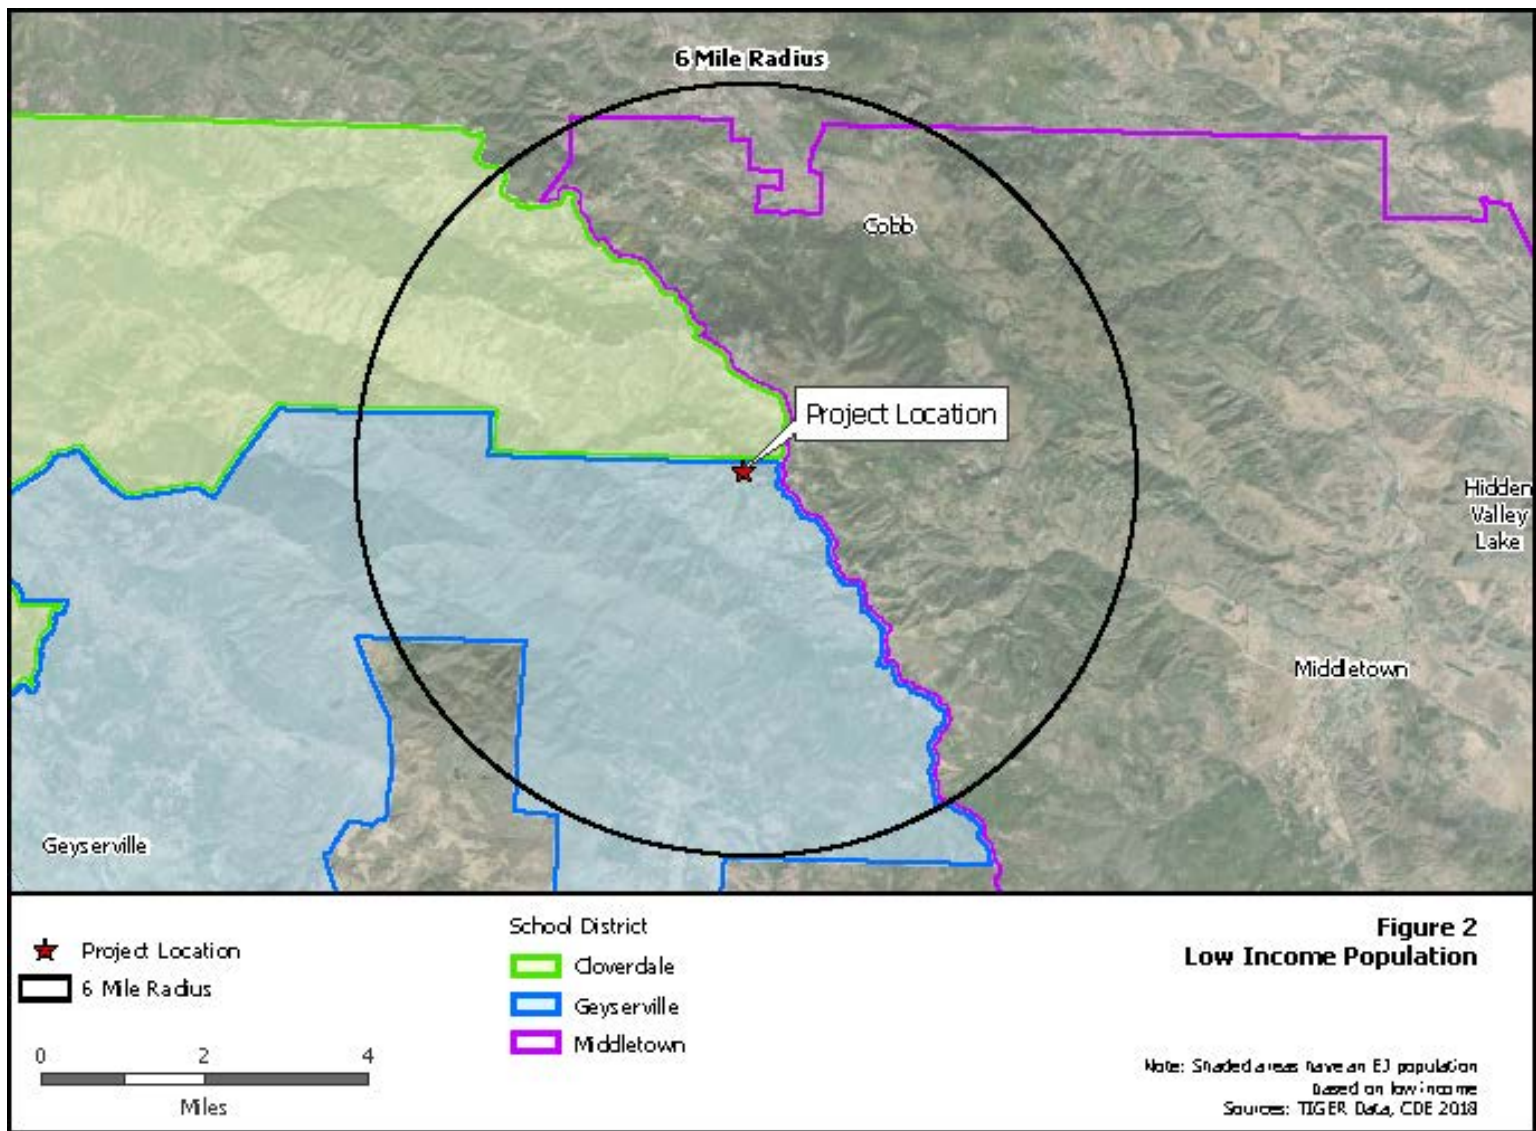 6 Mile Radius
Cobb
Project Location
Hidden
Valley
Lake
Middletown
Geyserville
Project Location
6 Mile Radius
0 2 4
Miles
School District
Cloverdale
Geyserville
Middletown
Figure 2
Low Income Population
Note: Shaded areas have an EJ population
based on low income
Sources: TIGER Data, CDE 2018